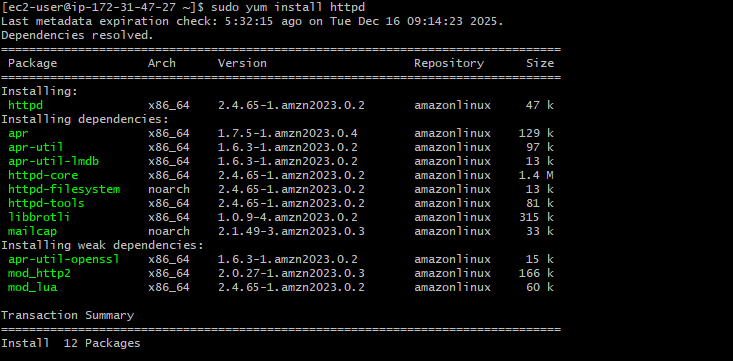 [ec2-user@ip-172-31-47-27 ~]$ sudo yum install httpd
Last metadata expiration check: 5:32:15 ago on Tue Dec 16 09:14:23 2025.
Dependencies resolved.
================================================================================
 Package              Arch      Version                     Repository      Size
================================================================================
Installing:
 httpd                x86_64    2.4.65-1.amzn2023.0.2       amazonlinux     47 k
Installing dependencies:
 apr                  x86_64    1.7.5-1.amzn2023.0.4        amazonlinux    129 k
 apr-util             x86_64    1.6.3-1.amzn2023.0.2        amazonlinux     97 k
 apr-util-lmdb        x86_64    1.6.3-1.amzn2023.0.2        amazonlinux     13 k
 httpd-core           x86_64    2.4.65-1.amzn2023.0.2       amazonlinux    1.4 M
 httpd-filesystem     noarch    2.4.65-1.amzn2023.0.2       amazonlinux     13 k
 httpd-tools          x86_64    2.4.65-1.amzn2023.0.2       amazonlinux     81 k
 libbrotli            x86_64    1.0.9-4.amzn2023.0.2        amazonlinux    315 k
 mailcap              noarch    2.1.49-3.amzn2023.0.3       amazonlinux     33 k
Installing weak dependencies:
 apr-util-openssl     x86_64    1.6.3-1.amzn2023.0.2        amazonlinux     15 k
 mod_http2            x86_64    2.0.27-1.amzn2023.0.3       amazonlinux    166 k
 mod_lua              x86_64    2.4.65-1.amzn2023.0.2       amazonlinux     60 k

Transaction Summary
================================================================================
Install  12 Packages